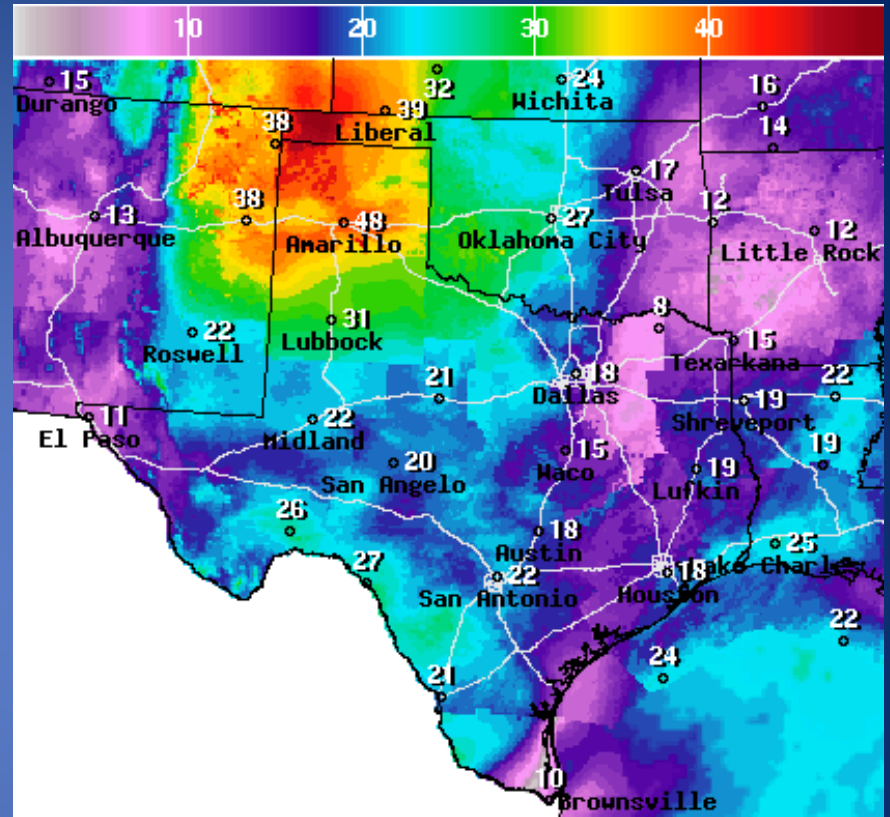 10 20 30 40
15
Durango
32
24
Wichita
16
39
Liberal
38
14
17
Tulsa
13
Albuquerque
38
48
Amarillo
27
Oklahoma City
12
12
Little Rock
22
Roswell
31
Lubbock
8
15
Texarkana
18
Dallas
21
22
11
El Paso
22
Midland
19
Shreveport
15
Waco
20
San Angelo
19
Lufkin
19
26
18
Austin
25
27
22
San Antonio
18
Houston
22
24
21
10
Brownsville